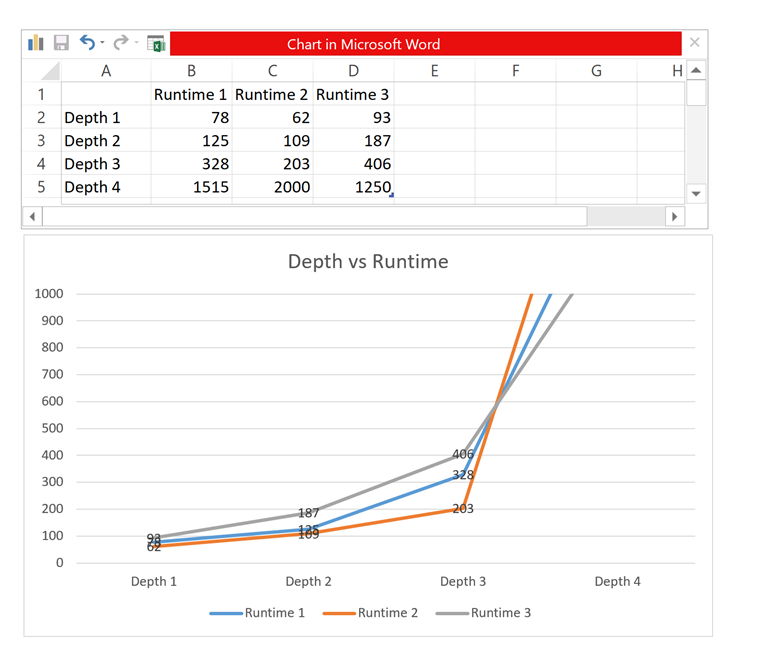 Chart in Microsoft Word
A B C D E F G H
1 Runtime 1 Runtime 2 Runtime 3
2 Depth 1 78 62 93
3 Depth 2 125 109 187
4 Depth 3 328 203 406
5 Depth 4 1515 2000 1250
Depth vs Runtime
1000
900
800
700
600
500
400
300
200
100
0
406
328
203
187
125
109
93
78
62
Depth 1 Depth 2 Depth 3 Depth 4
Runtime 1 Runtime 2 Runtime 3